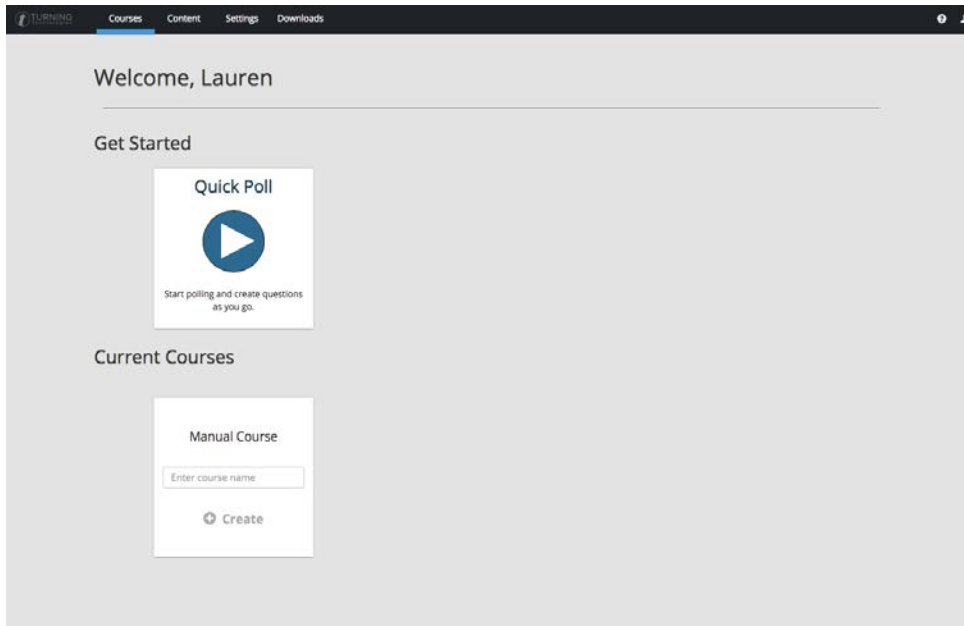 TURNING
Courses Content Settings Downloads
Welcome, Lauren
Get Started
Quick Poll
Start polling and create questions
as you go.
Current Courses
Manual Course
Enter course name
Create